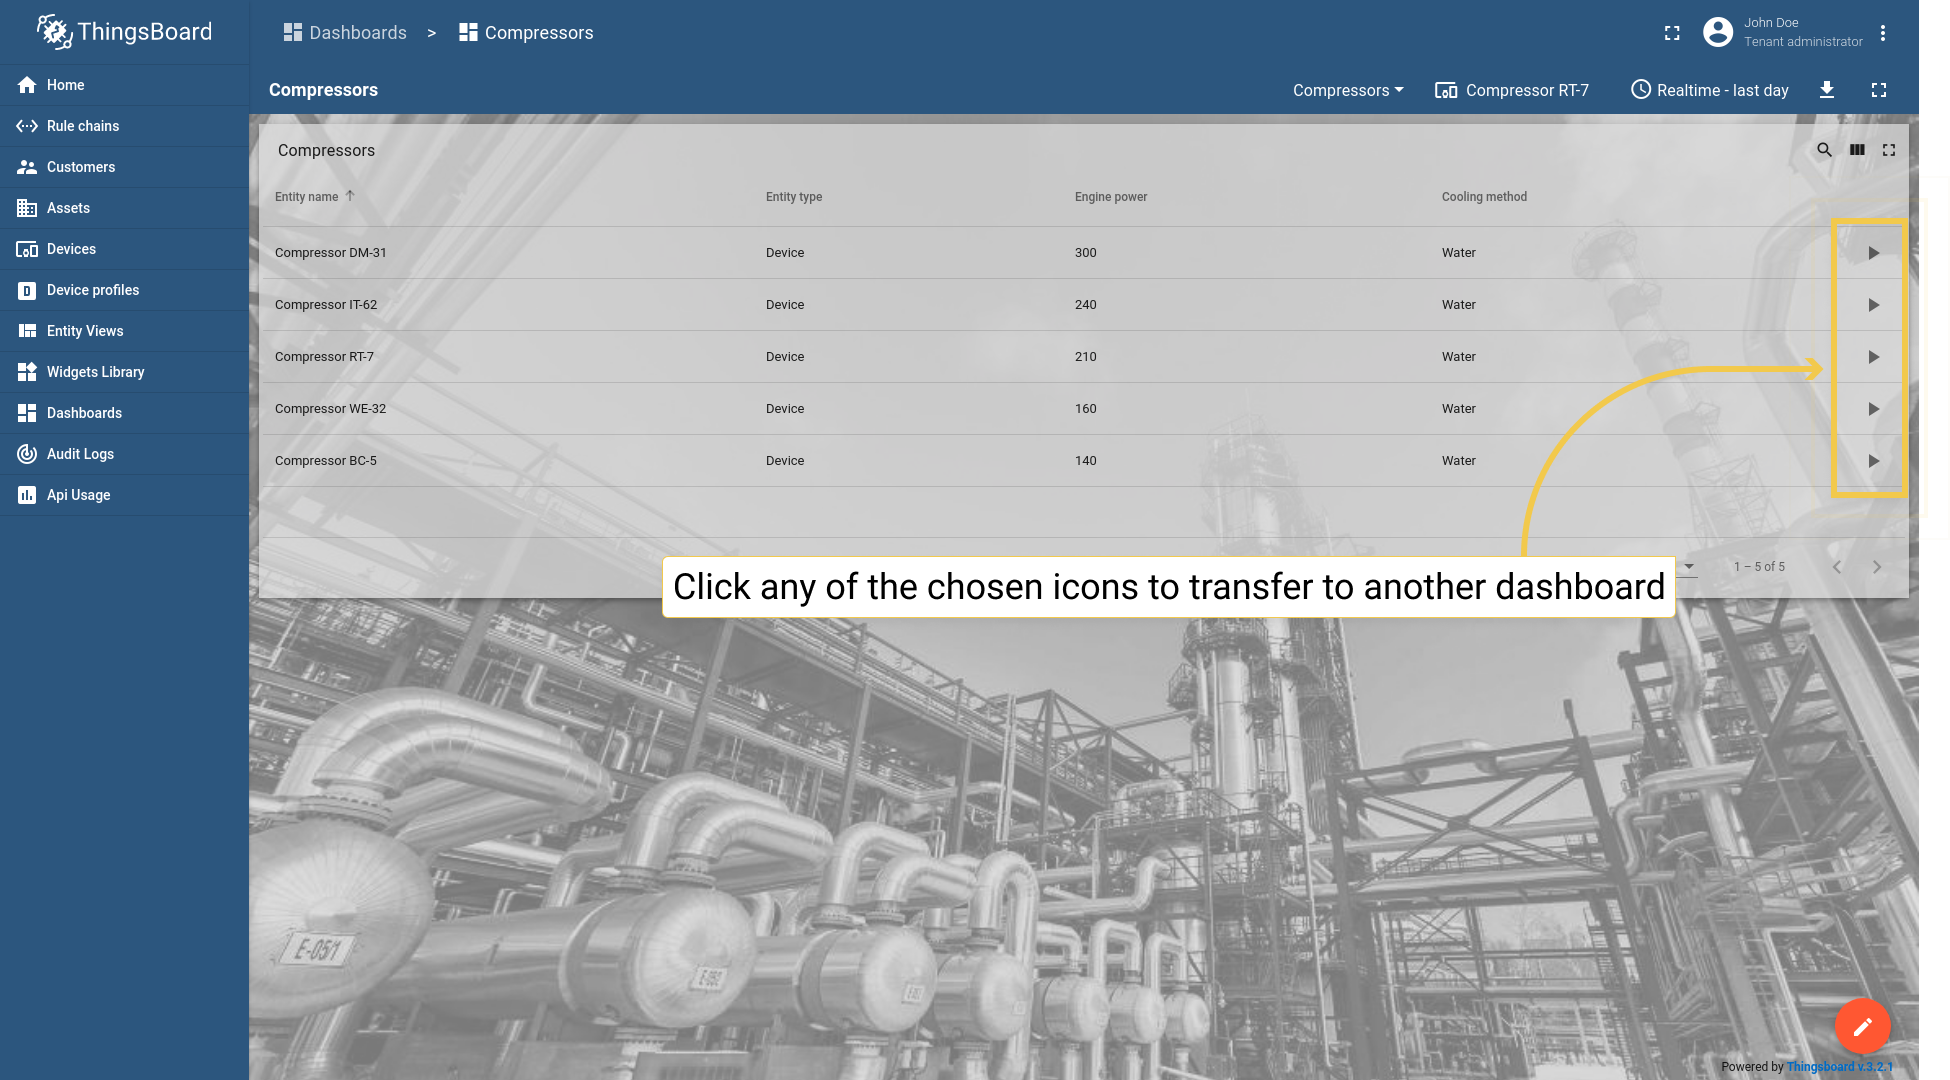 ThingsBoard
Dashboards > Compressors
John Doe
Tenant administrator
Home
Rule chains
Customers
Assets
Devices
Device profiles
Entity Views
Widgets Library
Dashboards
Audit Logs
Api Usage
Compressors
Compressors
Compressor RT-7
Realtime - last day
Compressors
Entity name Entity type Engine power Cooling method
Compressor DM-31 Device 300 Water
Compressor IT-62 Device 240 Water
Compressor RT-7 Device 210 Water
Compressor WE-32 Device 160 Water
Compressor BC-5 Device 140 Water
1 – 5 of 5
Click any of the chosen icons to transfer to another dashboard
E-05/1
Powered by Thingsboard v.3.2.1